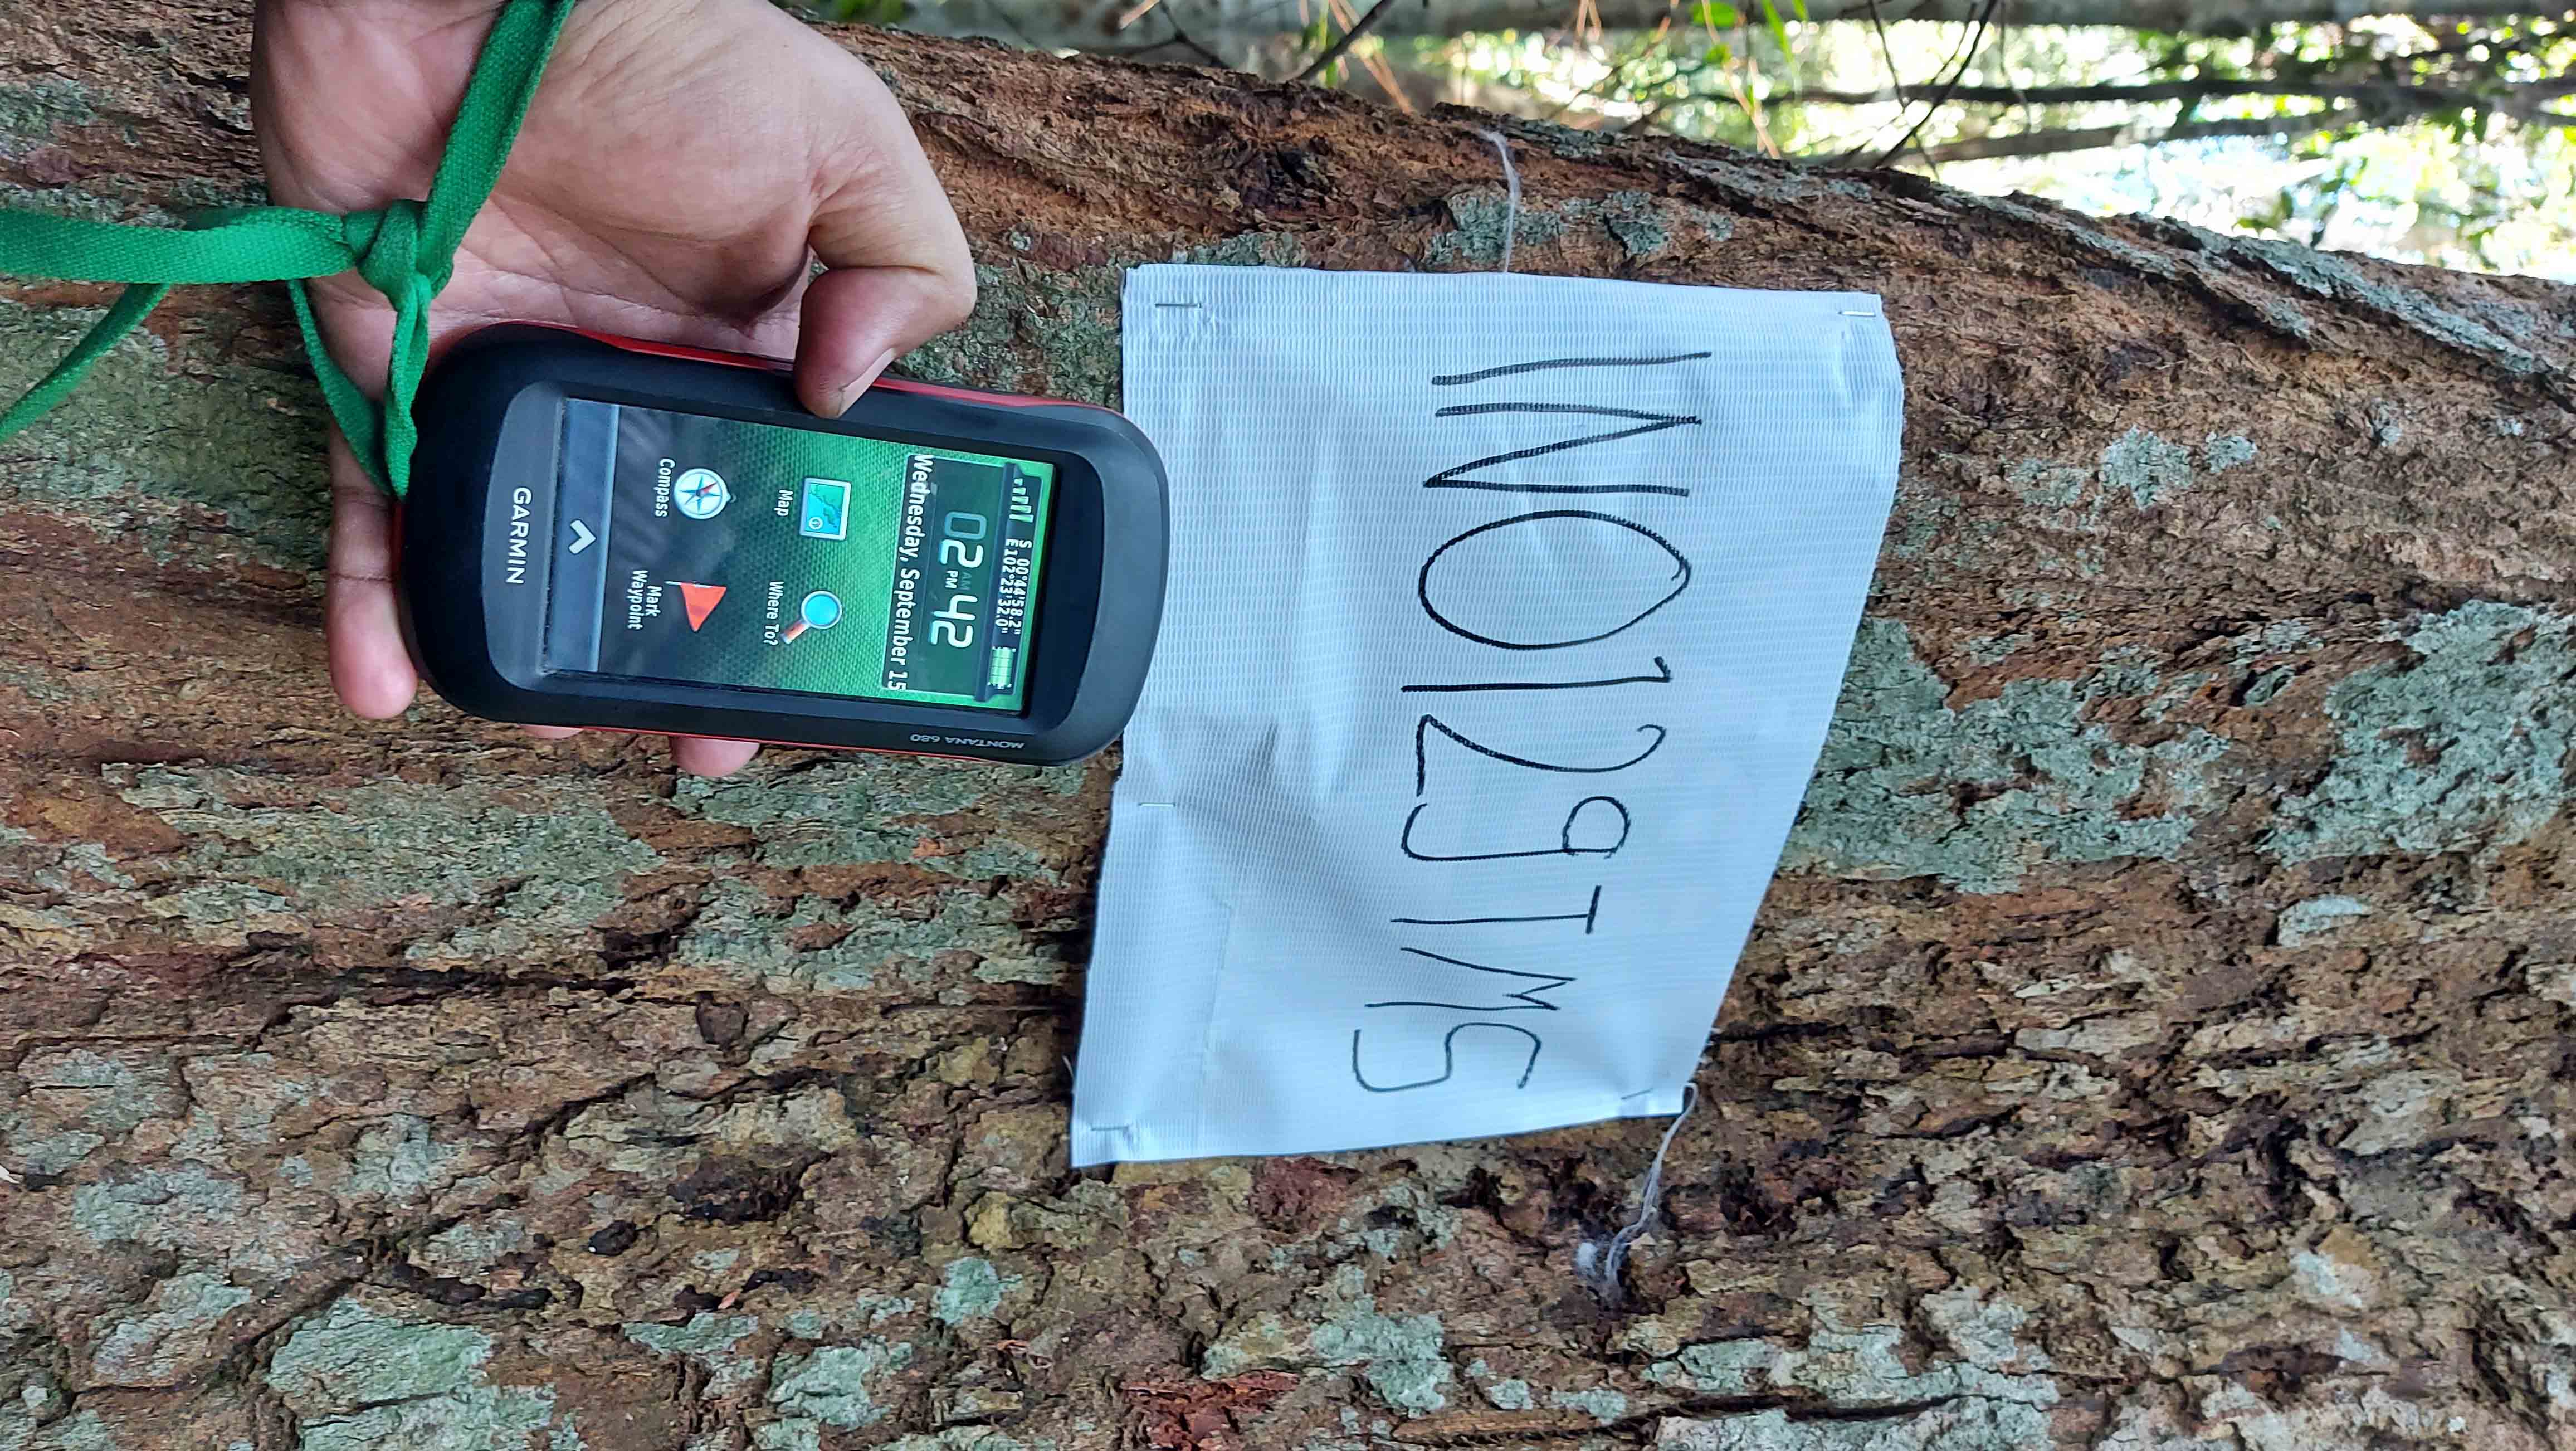 INO129TMS
S 00°44'58.2"
E102°23'32.0"
02 AM PM 42
Wednesday, September 15
Map
Where To?
Compass
Mark
Waypoint
GARMIN
MONTANA 680